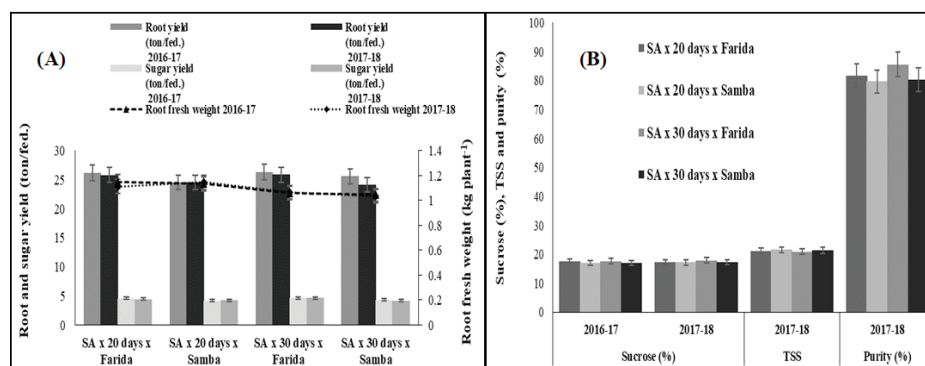 (A)
Root yield
(ton/fed.)
2016-17
Root yield
(ton/fed.)
2017-18
Sugar yield
(ton/fed.)
2016-17
Sugar yield
(ton/fed.)
2017-18
Root fresh weight 2016-17
Root fresh weight 2017-18
Root and sugar yield (ton/fed.)
30
25
20
15
10
5
0
Root fresh weight (kg plant-1)
1.4
1.2
1
0.8
0.6
0.4
0.2
0
SA x 20 days x
Farida
SA x 20 days x
Samba
SA x 30 days x
Farida
SA x 30 days x
Samba
(B)
Sucrose (%), TSS and purity (%)
100
90
80
70
60
50
40
30
20
10
0
SA x 20 days x Farida
SA x 20 days x Samba
SA x 30 days x Farida
SA x 30 days x Samba
2016-17 2017-18 2017-18 2017-18
Sucrose (%) TSS Purity (%)